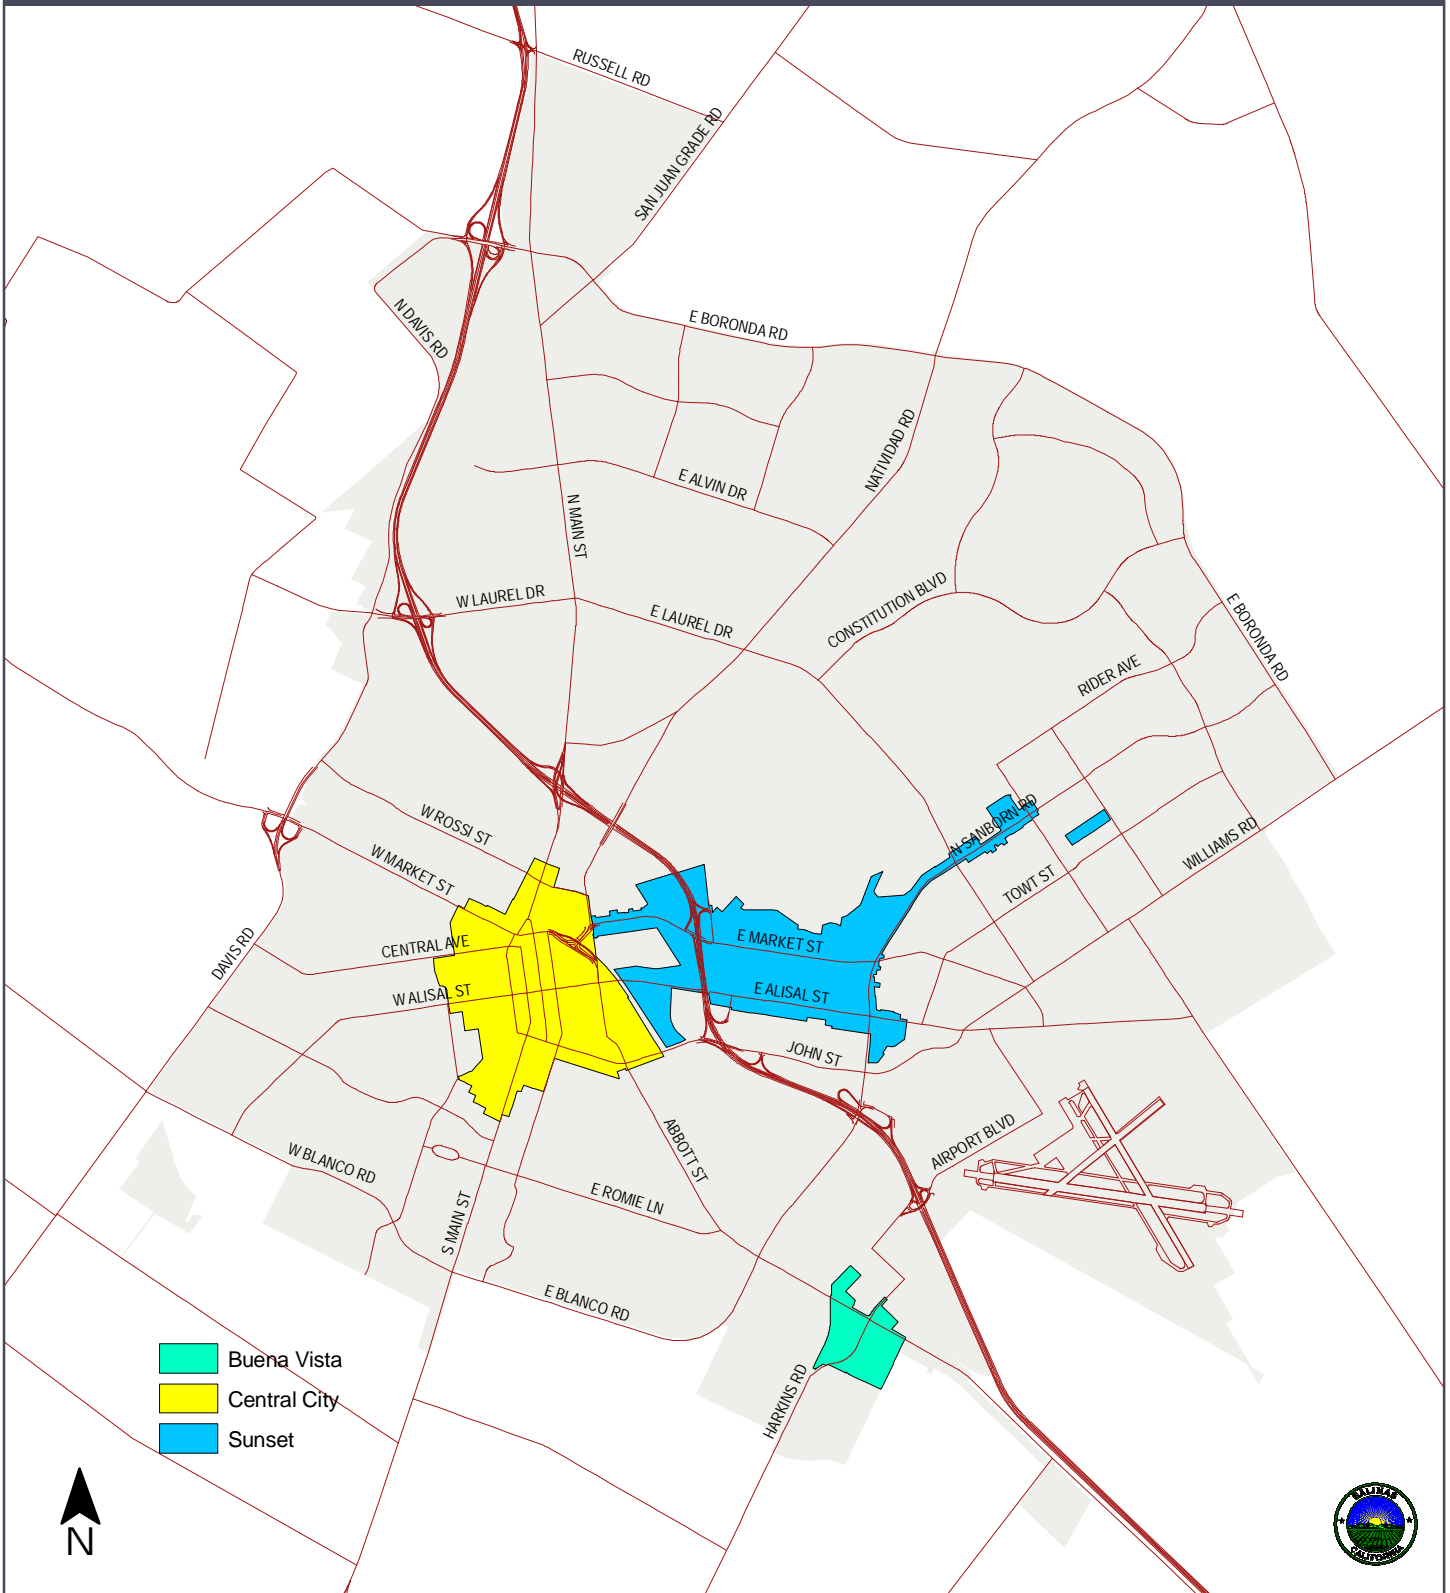 RUSSELL RD
SAN JUAN GRADE RD
N DAVIS RD
E BORONDA RD
NATIVIDAD RD
E ALVIN DR
N MAIN ST
W LAUREL DR
E LAUREL DR
CONSTITUTION BLVD
E BORONDA RD
RIDER AVE
W ROSSI ST
N SANBORN RD
W MARKET ST
WILLIAMS RD
TOWT ST
DAVIS RD
CENTRAL AVE
E MARKET ST
W ALISAL ST
E ALISAL ST
JOHN ST
ABBOTT ST
AIRPORT BLVD
W BLANCO RD
E ROMIE LN
S MAIN ST
E BLANCO RD
HARKINS RD
Buena Vista
Central City
Sunset
N
SALINAS
CALIFORNIA